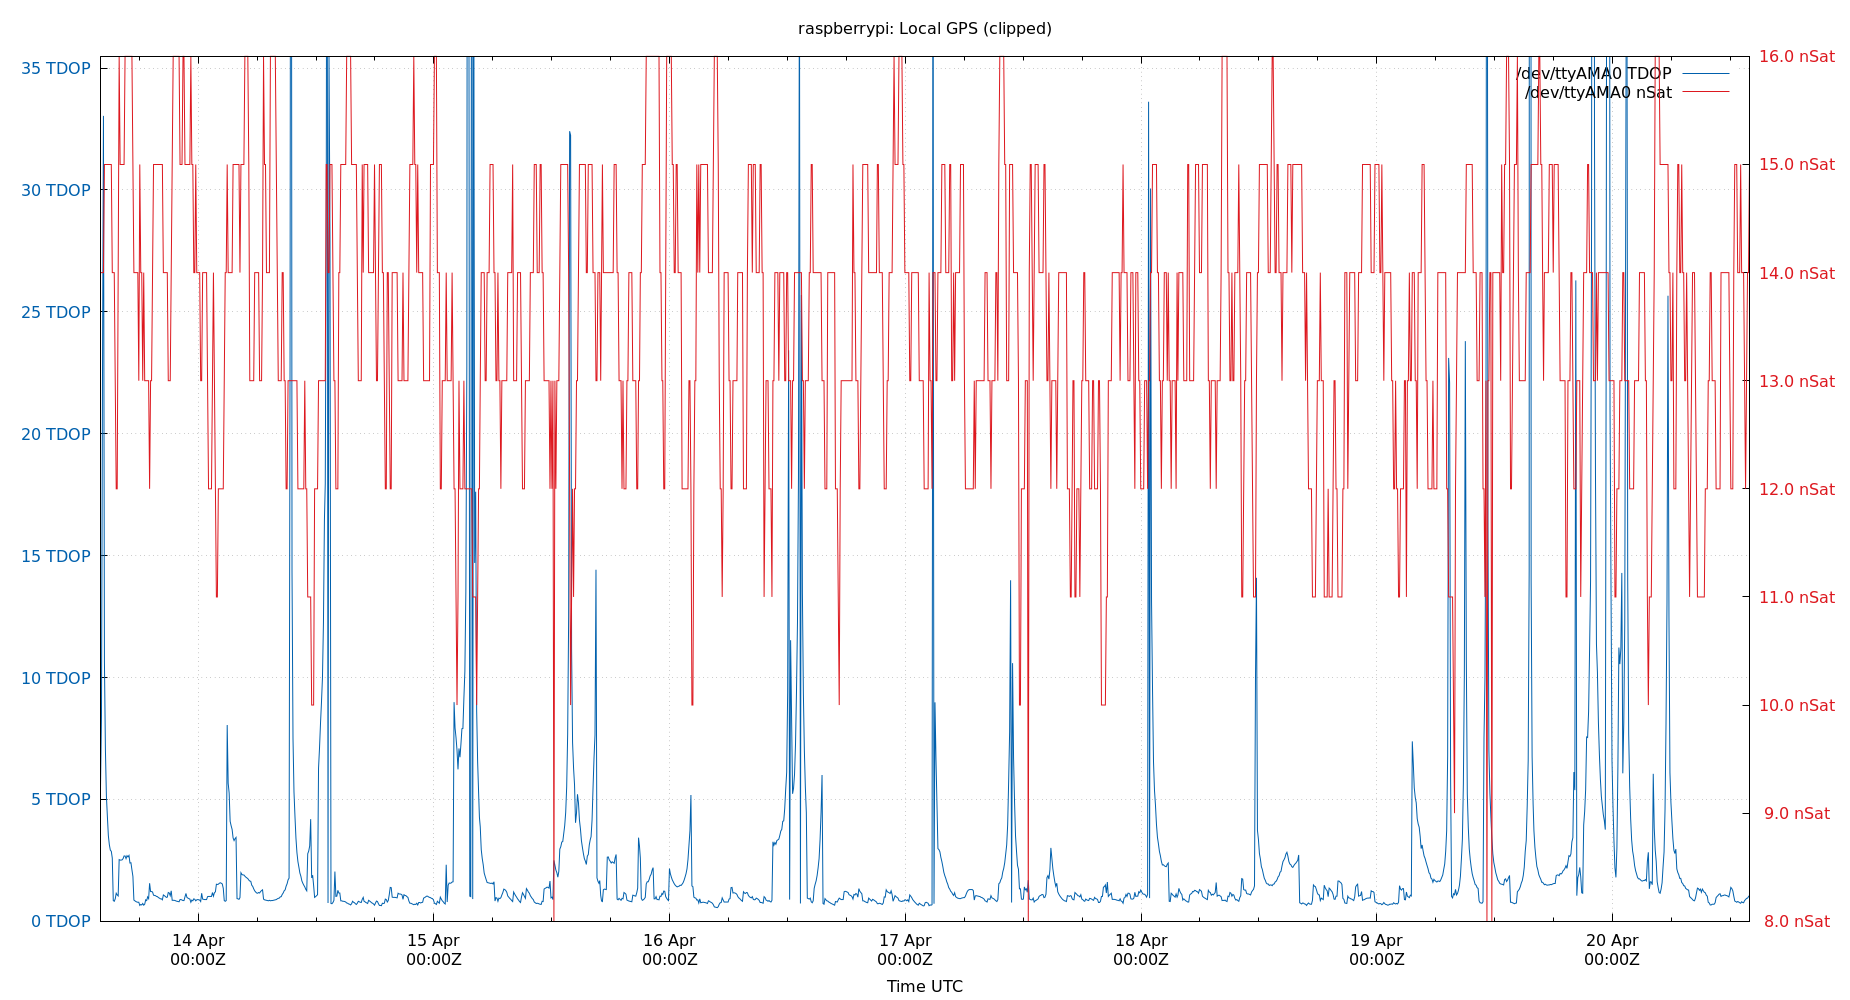 raspberrypi: Local GPS (clipped)
35 TDOP
30 TDOP
25 TDOP
20 TDOP
15 TDOP
10 TDOP
5 TDOP
0 TDOP
/dev/ttyAMA0 TDOP
/dev/ttyAMA0 nSat
16.0 nSat
15.0 nSat
14.0 nSat
13.0 nSat
12.0 nSat
11.0 nSat
10.0 nSat
9.0 nSat
8.0 nSat
14 Apr 15 Apr 16 Apr 17 Apr 18 Apr 19 Apr 20 Apr
00:00Z 00:00Z 00:00Z 00:00Z 00:00Z 00:00Z 00:00Z
Time UTC